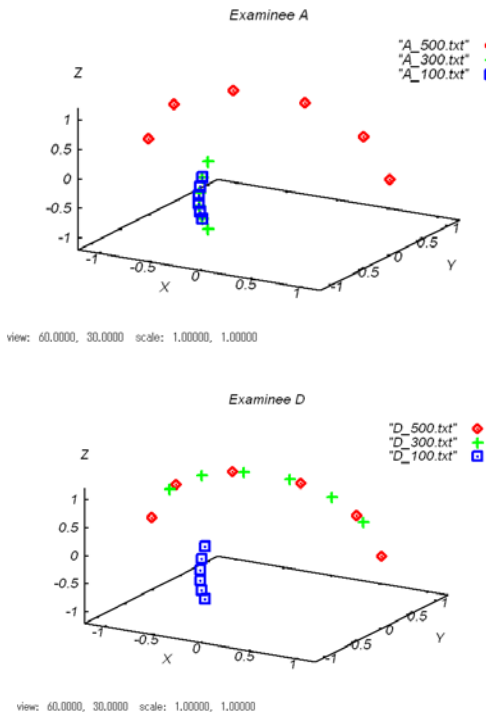 Examinee A
"A_500.txt"
"A_300.txt"
"A_100.txt"
Z
1
0.5
0
-0.5
-1
-1
-0.5
0
0.5
1
X
-1
-0.5
0
0.5
1
Y
view: 60.0000, 30.0000 scale: 1.00000, 1.00000
Examinee D
"D_500.txt"
"D_300.txt"
"D_100.txt"
Z
1
0.5
0
-0.5
-1
-1
-0.5
0
0.5
1
X
-1
-0.5
0
0.5
1
Y
view: 60.0000, 30.0000 scale: 1.00000, 1.00000